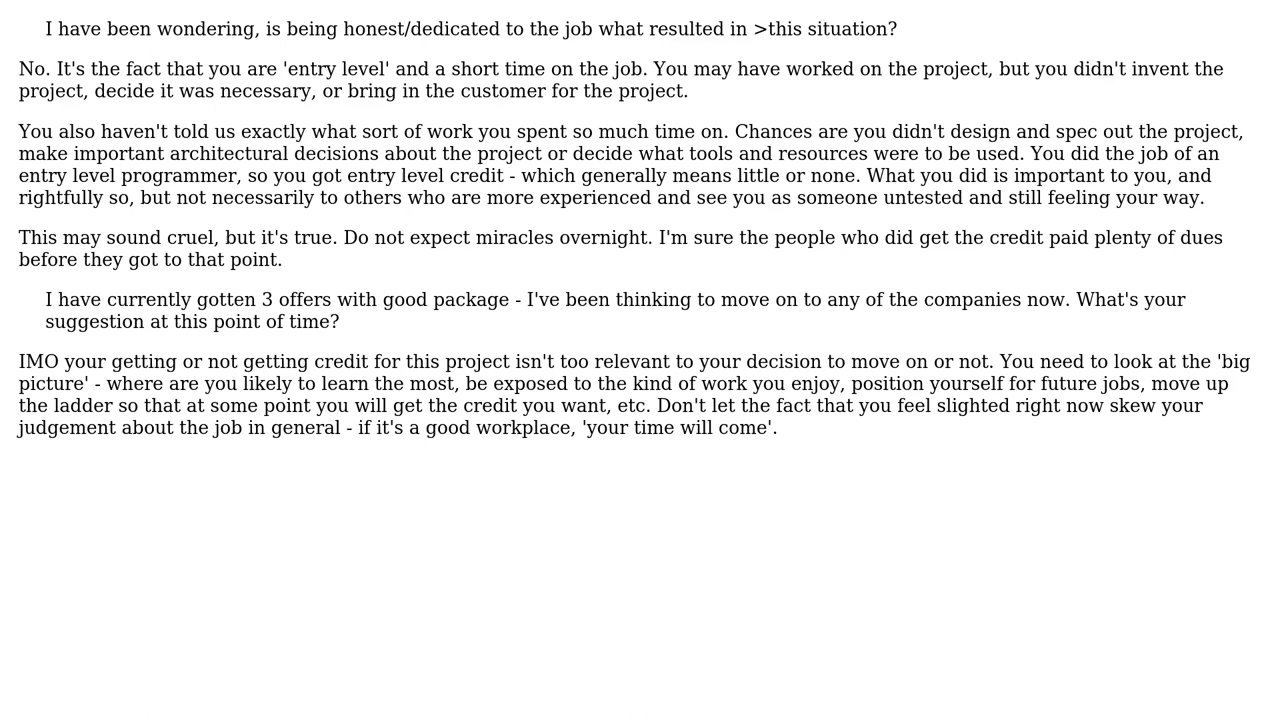 I have been wondering, is being honest/dedicated to the job what resulted in >this situation?
No. It's the fact that you are 'entry level' and a short time on the job. You may have worked on the project, but you didn't invent the
project, decide it was necessary, or bring in the customer for the project.
You also haven't told us exactly what sort of work you spent so much time on. Chances are you didn't design and spec out the project,
make important architectural decisions about the project or decide what tools and resources were to be used. You did the job of an
entry level programmer, so you got entry level credit - which generally means little or none. What you did is important to you, and
rightfully so, but not necessarily to others who are more experienced and see you as someone untested and still feeling your way.
This may sound cruel, but it's true. Do not expect miracles overnight. I'm sure the people who did get the credit paid plenty of dues
before they got to that point.
I have currently gotten 3 offers with good package - I've been thinking to move on to any of the companies now. What's your
suggestion at this point of time?
IMO your getting or not getting credit for this project isn't too relevant to your decision to move on or not. You need to look at the 'big
picture' - where are you likely to learn the most, be exposed to the kind of work you enjoy, position yourself for future jobs, move up
the ladder so that at some point you will get the credit you want, etc. Don't let the fact that you feel slighted right now skew your
judgement about the job in general - if it's a good workplace, 'your time will come'.